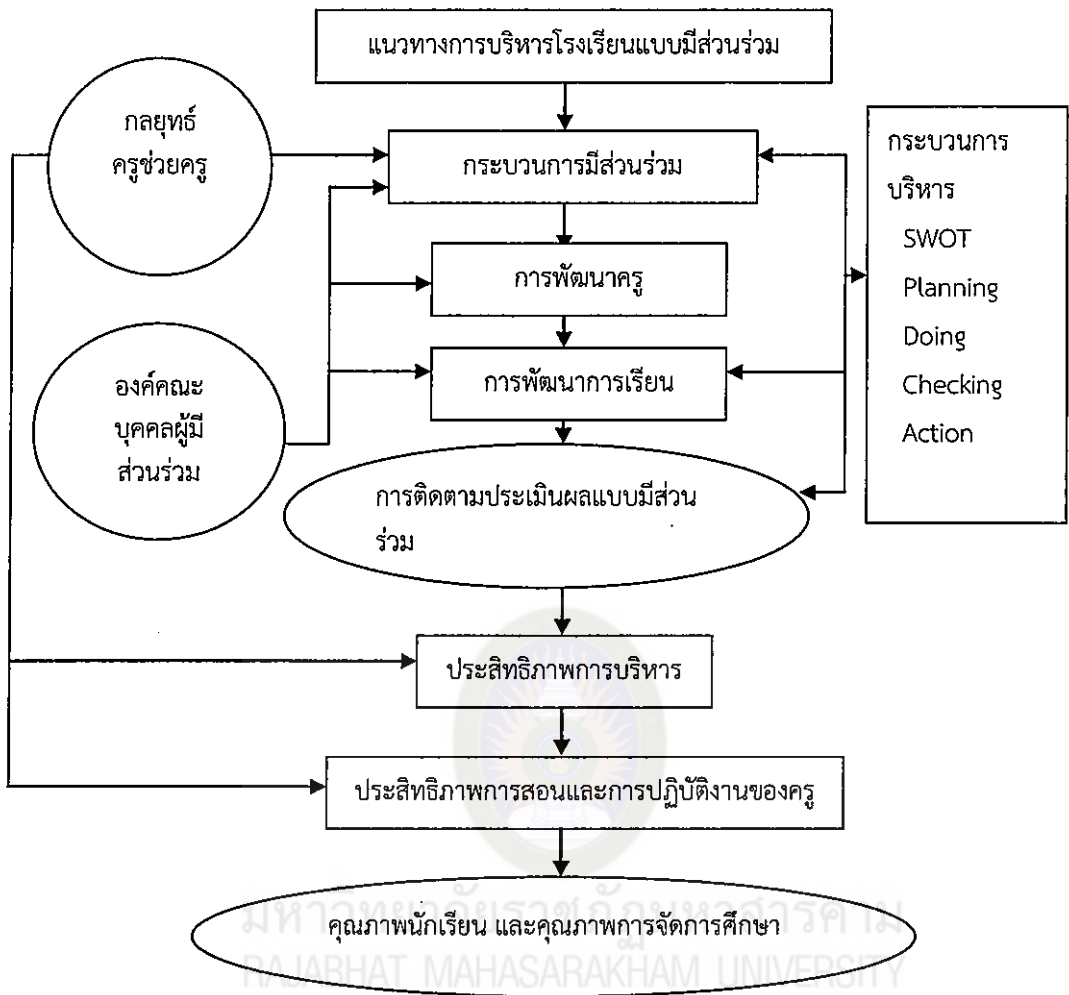 แนวทางการบริหารโรงเรียนแบบมีส่วนร่วม
กลยุทธ์
ครูช่วยครู
กระบวนการมีส่วนร่วม
กระบวนการ
บริหาร
SWOT
Planning
Doing
Checking
Action
การพัฒนาครู
องค์คณะ
บุคคลผู้มี
ส่วนร่วม
การพัฒนาการเรียน
การติดตามประเมินผลแบบมีส่วน
ร่วม
ประสิทธิภาพการบริหาร
ประสิทธิภาพการสอนและการปฏิบัติงานของครู
คุณภาพนักเรียน และคุณภาพการจัดการศึกษา
มหาวิทยาลัยราชภัฏมหาสารคาม
RAJABHAT MAHASARAKHAM UNIVERSITY